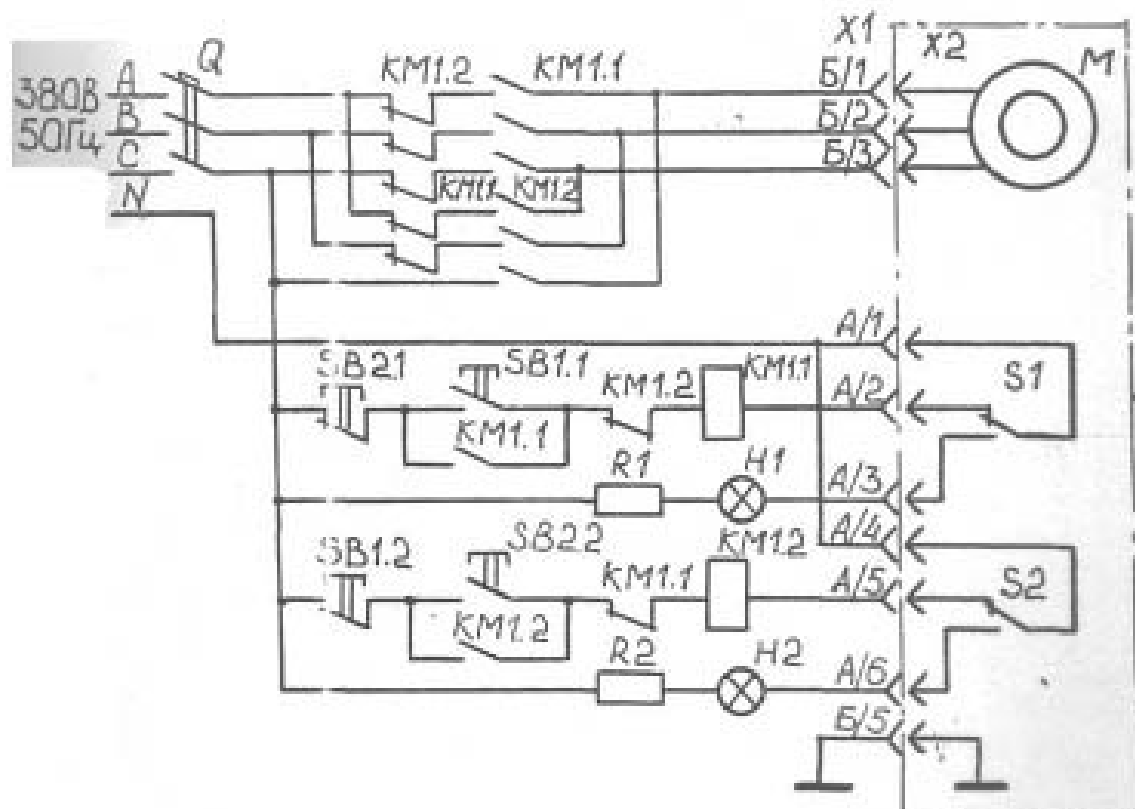 X1 X2
Q KM1.2 KM1.1 M
380В A Б/1
50Гц B Б/2
C Б/3
N KM1.1 KM1.2
А/1
SB2.1 SB1.1 KM1.2 KM1.1 А/2 S1
KM1.1
R1 H1 А/3
А/4
SB1.2 SB2.2 KM1.1 KM1.2 А/5 S2
KM1.2
R2 H2 А/6
Б/5